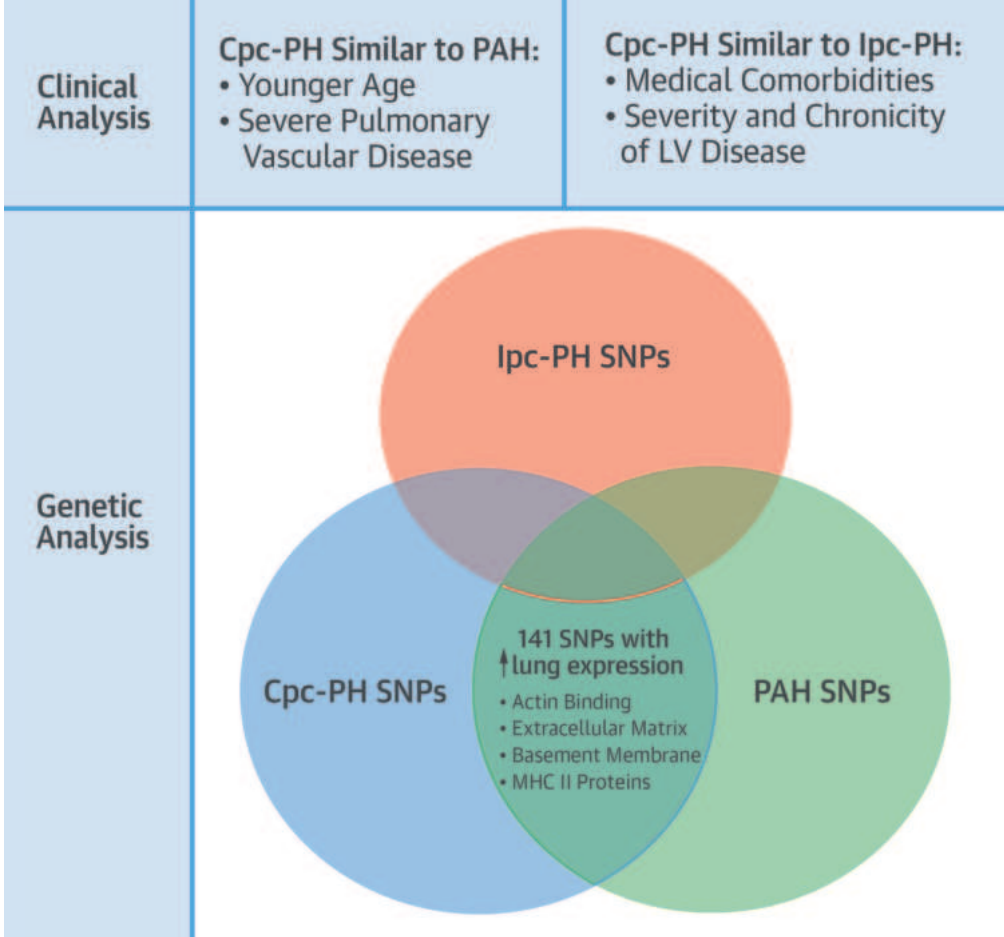 Clinical
Analysis
Cpc-PH Similar to PAH:
• Younger Age
• Severe Pulmonary
Vascular Disease
Cpc-PH Similar to Ipc-PH:
• Medical Comorbidities
• Severity and Chronicity
of LV Disease
Genetic
Analysis
Ipc-PH SNPs
Cpc-PH SNPs
141 SNPs with
↑lung expression
• Actin Binding
• Extracellular Matrix
• Basement Membrane
• MHC II Proteins
PAH SNPs